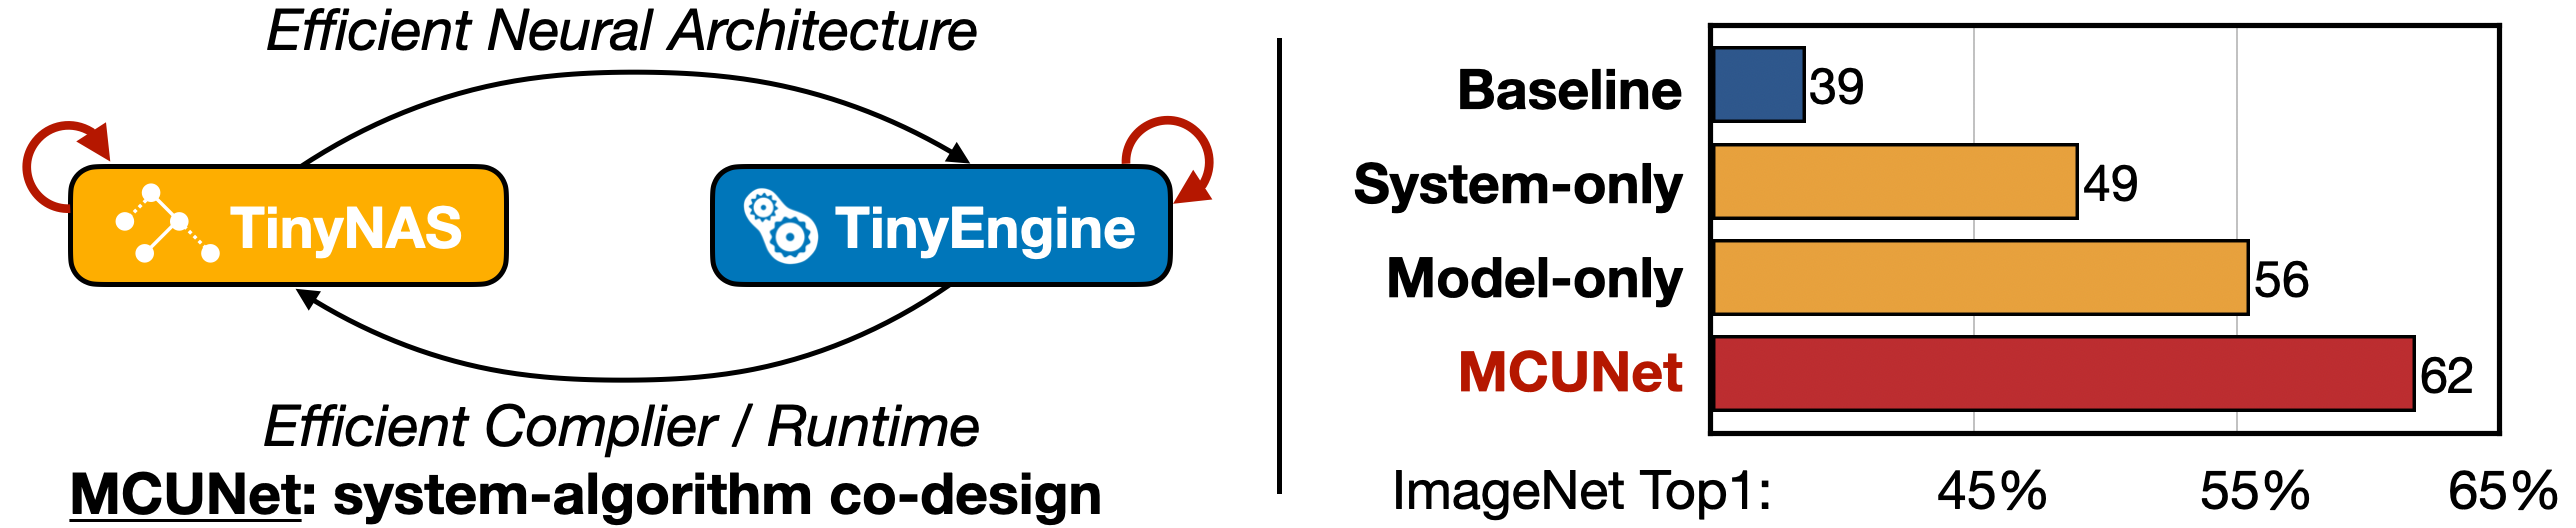 Efficient Neural Architecture
TinyNAS
TinyEngine
Efficient Complier / Runtime
MCUNet: system-algorithm co-design
Baseline 39
System-only 49
Model-only 56
MCUNet 62
ImageNet Top1: 45% 55% 65%